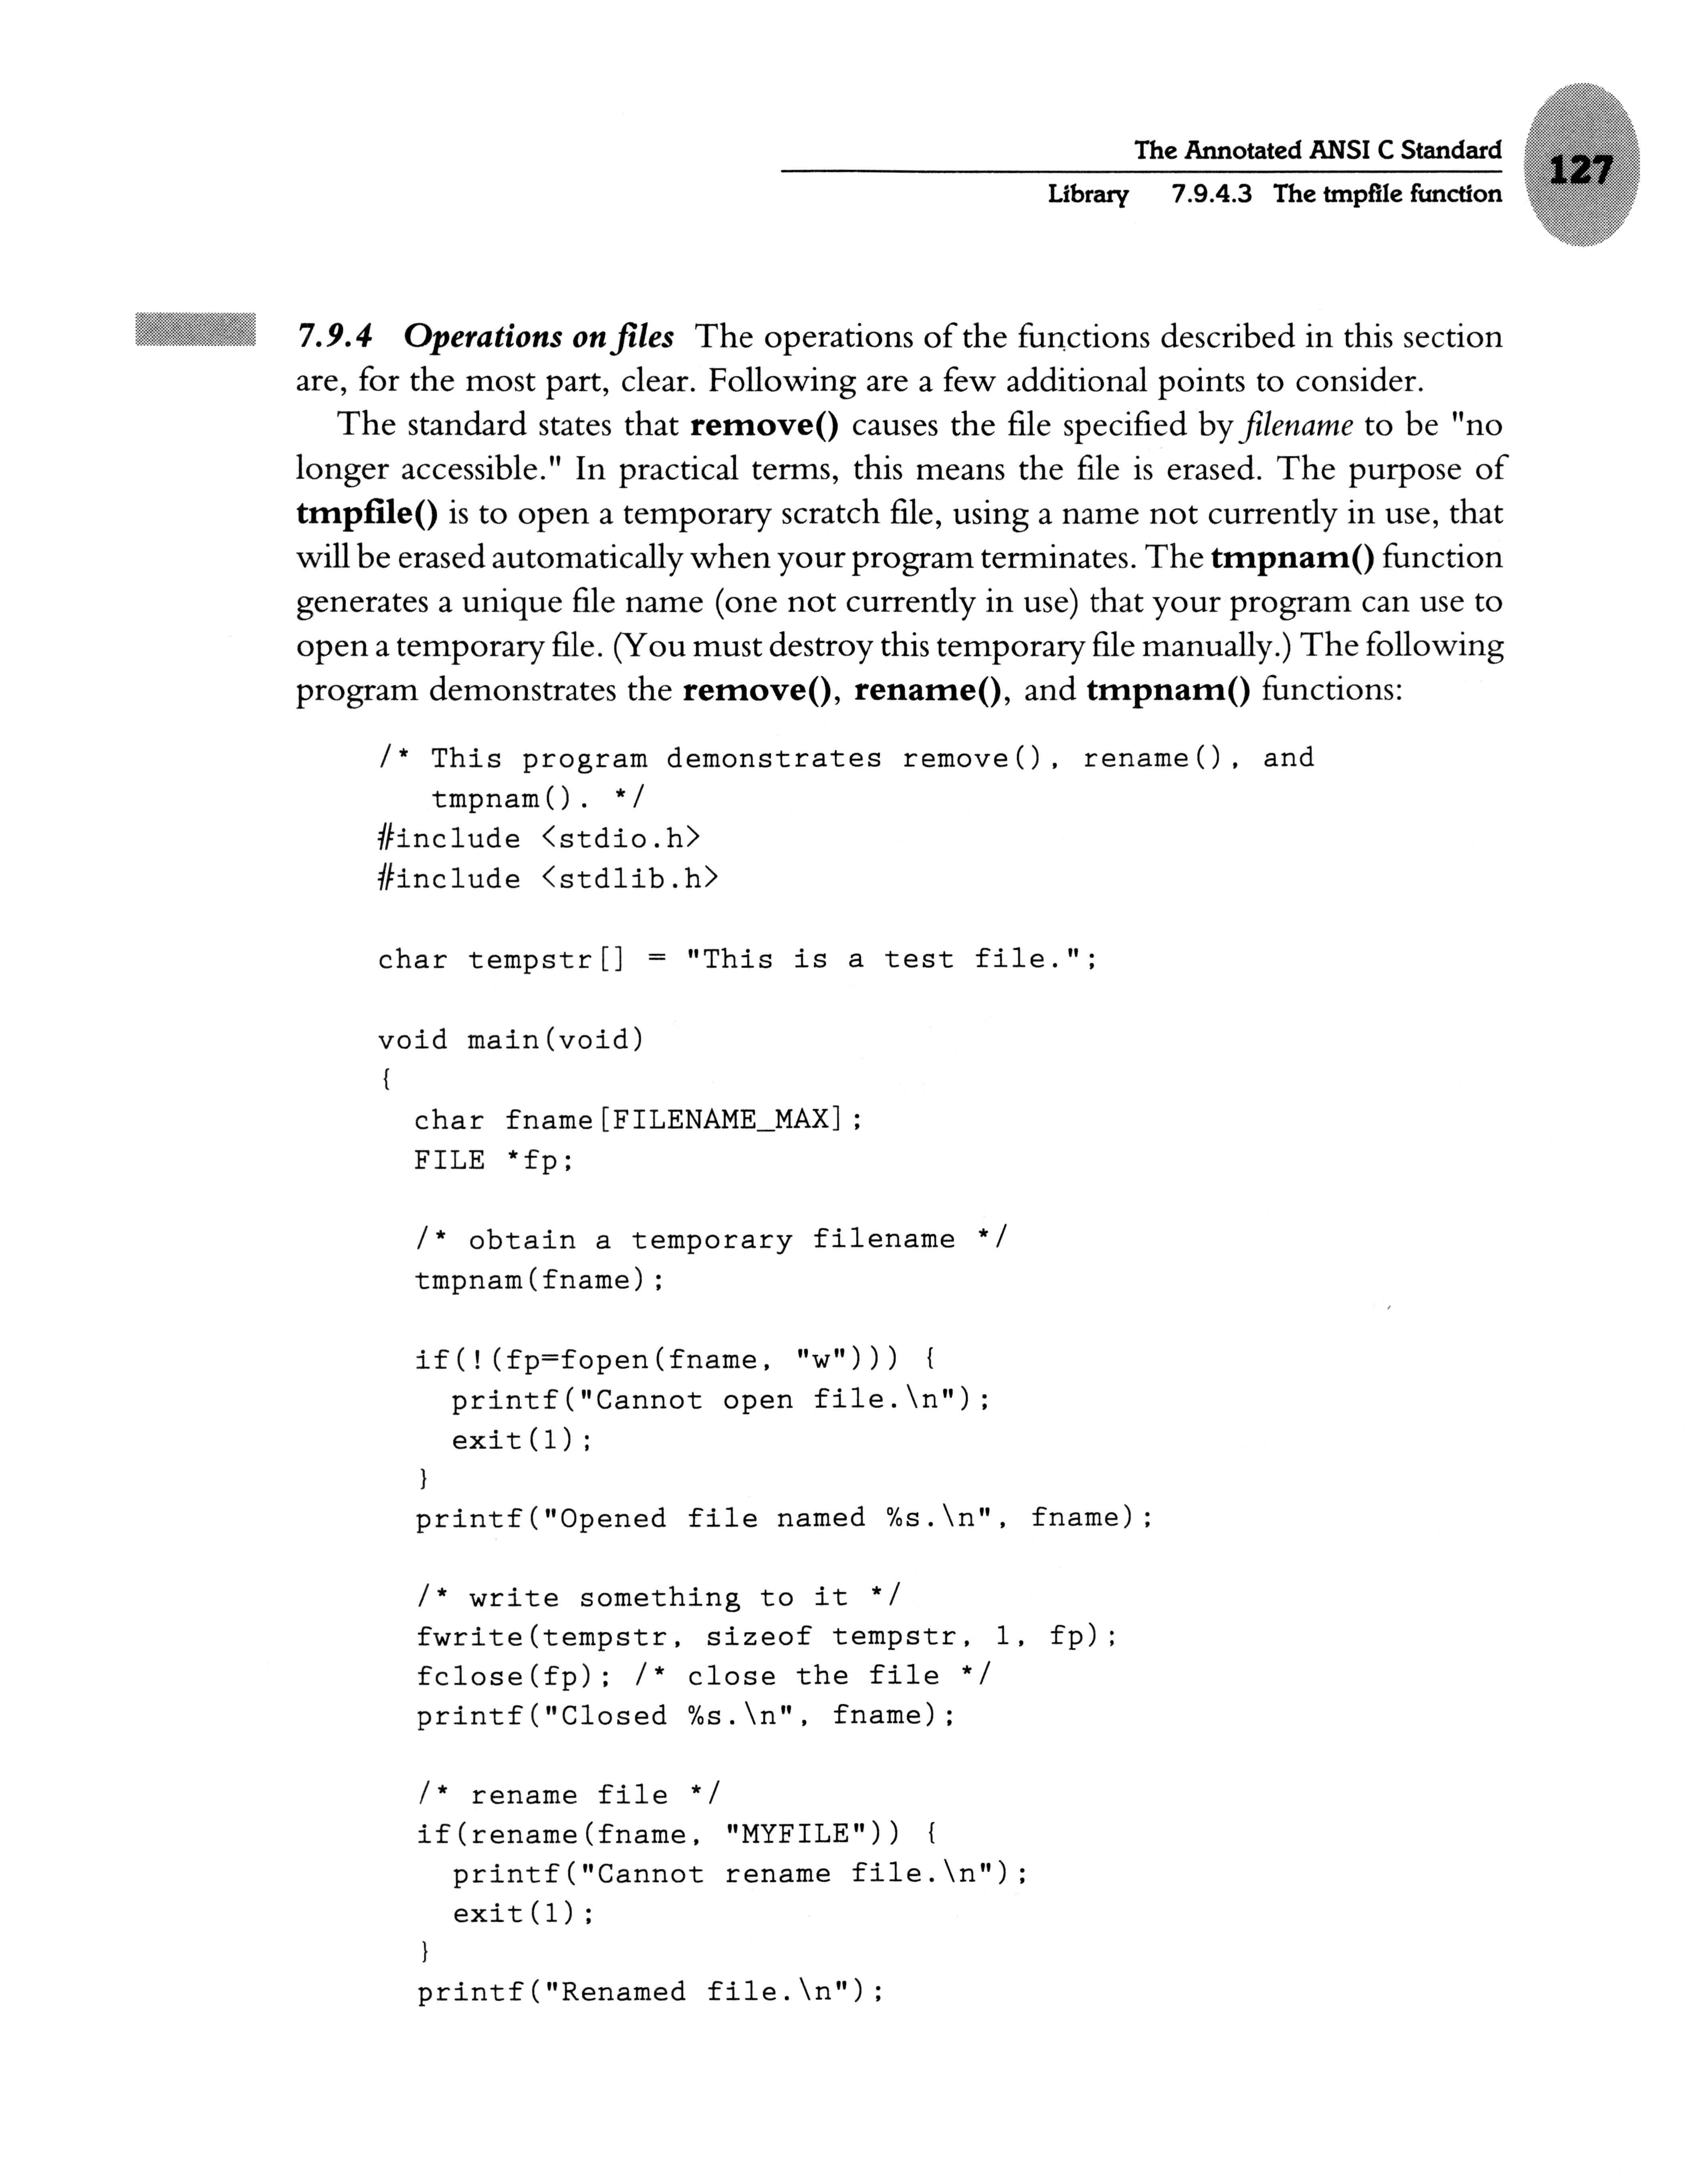 The Annotated ANSI C Standard
127
Library 7.9.4.3 The tmpfile function
7.9.4 Operations on files The operations of the functions described in this section
are, for the most part, clear. Following are a few additional points to consider.
The standard states that remove() causes the file specified by filename to be "no
longer accessible." In practical terms, this means the file is erased. The purpose of
tmpfile() is to open a temporary scratch file, using a name not currently in use, that
will be erased automatically when your program terminates. The tmpnam() function
generates a unique file name (one not currently in use) that your program can use to
open a temporary file. (You must destroy this temporary file manually.) The following
program demonstrates the remove(), rename(), and tmpnam() functions:
/* This program demonstrates remove(), rename(), and
   tmpnam(). */
#include <stdio.h>
#include <stdlib.h>
char tempstr[] = "This is a test file.";
void main(void)
{
  char fname[FILENAME_MAX];
  FILE *fp;
  /* obtain a temporary filename */
  tmpnam(fname);
  if(!(fp=fopen(fname, "w"))) {
    printf("Cannot open file.\n");
    exit(1);
  }
  printf("Opened file named %s.\n", fname);
  /* write something to it */
  fwrite(tempstr, sizeof tempstr, 1, fp);
  fclose(fp); /* close the file */
  printf("Closed %s.\n", fname);
  /* rename file */
  if(rename(fname, "MYFILE")) {
    printf("Cannot rename file.\n");
    exit(1);
  }
  printf("Renamed file.\n");